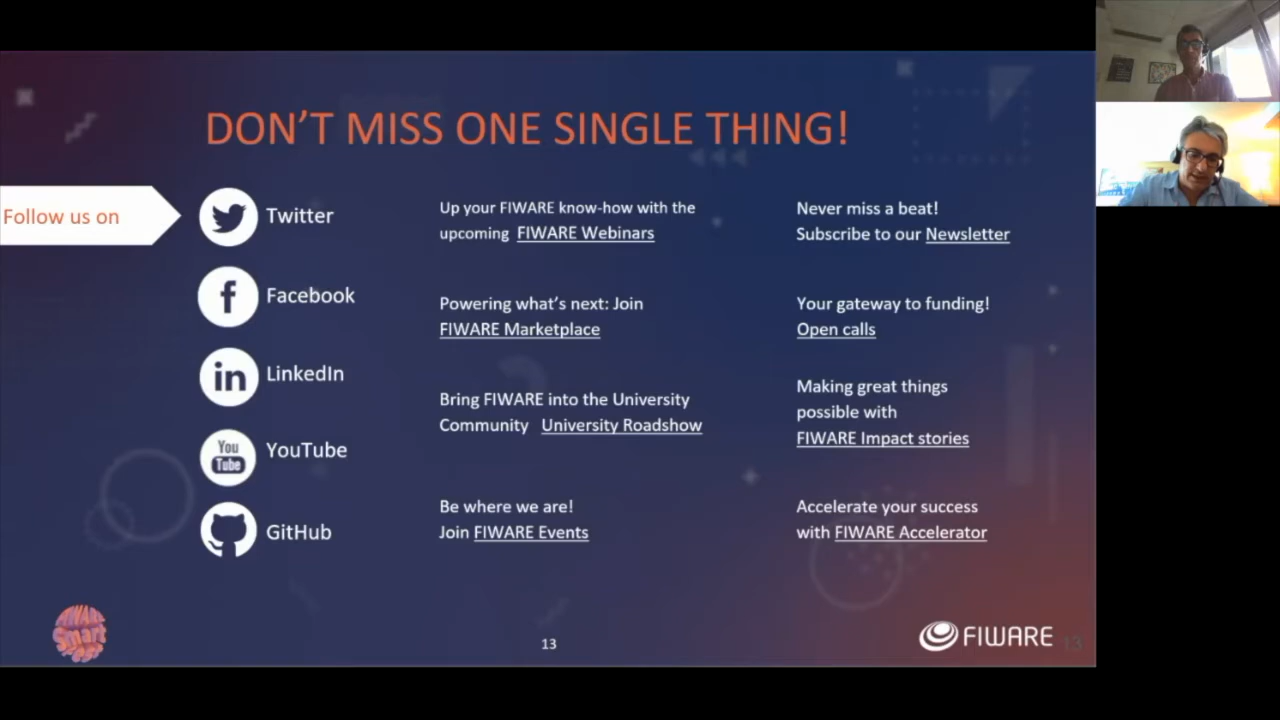 DON'T MISS ONE SINGLE THING!
Follow us on
Twitter
Facebook
LinkedIn
You
Tube
YouTube
GitHub
Up your FIWARE know-how with the
upcoming FIWARE Webinars
Powering what's next: Join
FIWARE Marketplace
Bring FIWARE into the University
Community University Roadshow
Be where we are!
Join FIWARE Events
Never miss a beat!
Subscribe to our Newsletter
Your gateway to funding!
Open calls
Making great things
possible with
FIWARE Impact stories
Accelerate your success
with FIWARE Accelerator
Smart
13
FIWARE
13